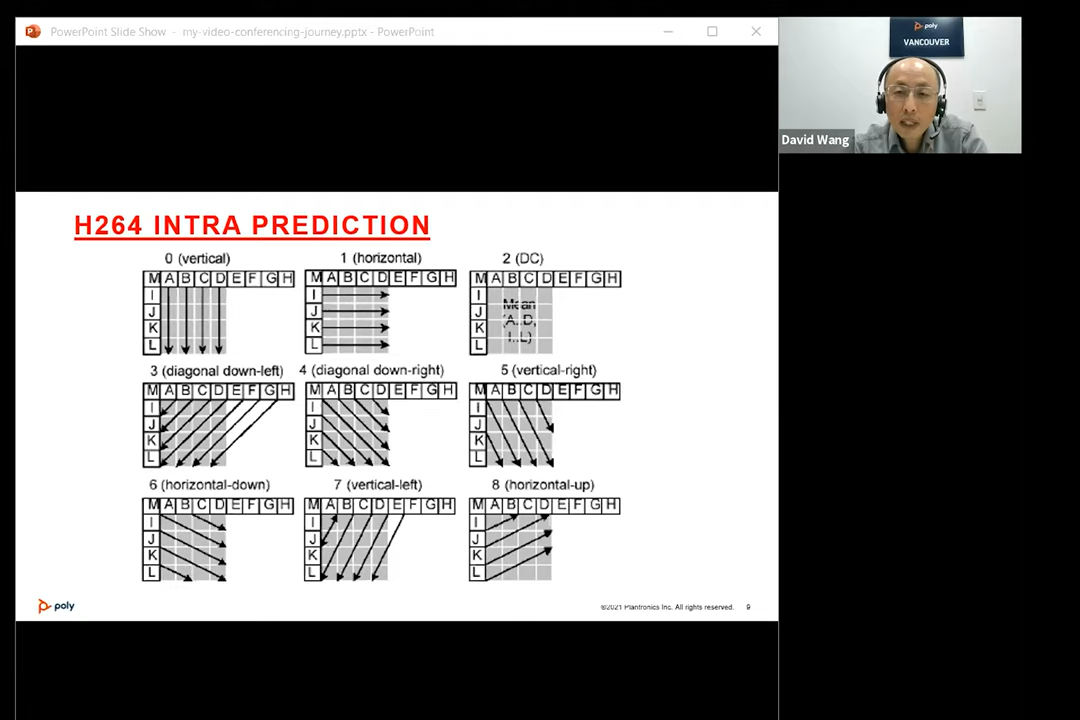 PowerPoint Slide Show - my-video-conferencing-journey.pptx - PowerPoint
poly
VANCOUVER
David Wang
H264 INTRA PREDICTION
0 (vertical) 1 (horizontal) 2 (DC)
M A B C D E F G H M A B C D E F G H M A B C D E F G H
I I I
J J J
K K K
L L L
Mean
(A..D,
I..L)
3 (diagonal down-left) 4 (diagonal down-right) 5 (vertical-right)
M A B C D E F G H M A B C D E F G H M A B C D E F G H
I I I
J J J
K K K
L L L
6 (horizontal-down) 7 (vertical-left) 8 (horizontal-up)
M A B C D E F G H M A B C D E F G H M A B C D E F G H
I I I
J J J
K K K
L L L
poly
©2021 Plantronics Inc. All rights reserved. 9